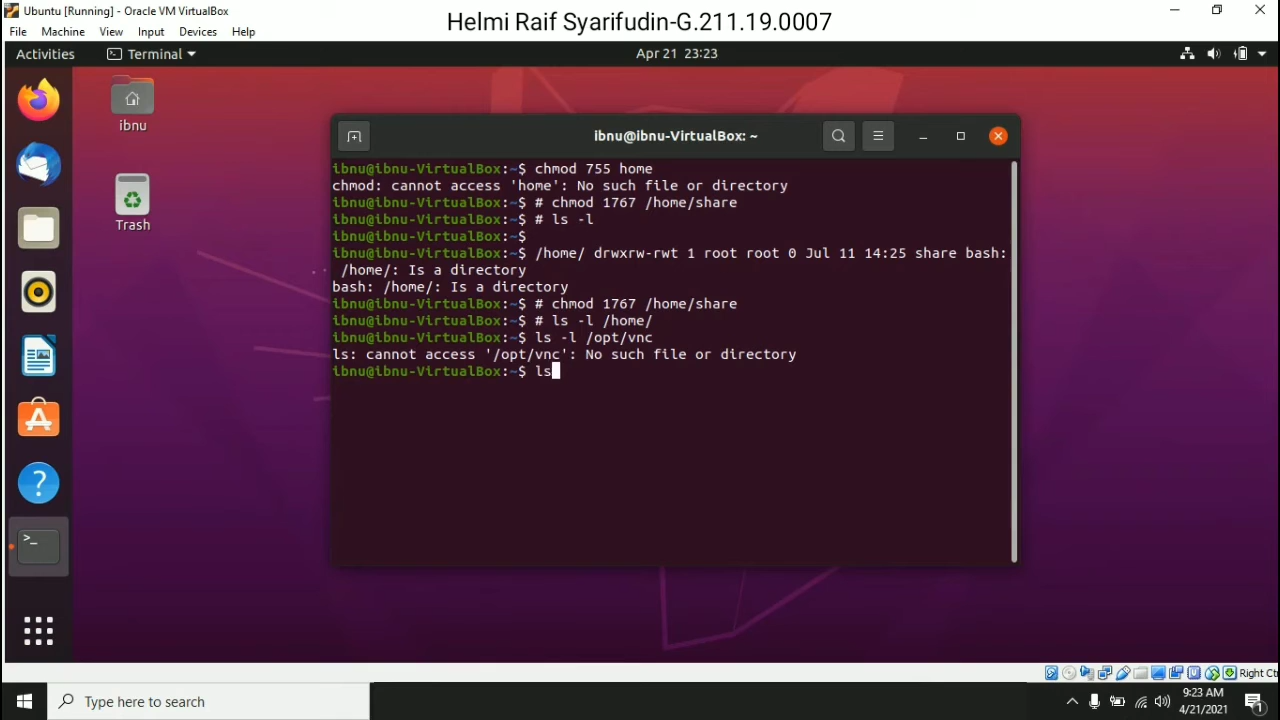 Ubuntu [Running] - Oracle VM VirtualBox
Helmi Raif Syarifudin-G.211.19.0007
File Machine View Input Devices Help
Activities Terminal Apr 21 23:23
ibnu
Trash
ibnu@ibnu-VirtualBox: ~
ibnu@ibnu-VirtualBox:~$ chmod 755 home
chmod: cannot access 'home': No such file or directory
ibnu@ibnu-VirtualBox:~$ # chmod 1767 /home/share
ibnu@ibnu-VirtualBox:~$ # ls -l
ibnu@ibnu-VirtualBox:~$
ibnu@ibnu-VirtualBox:~$ /home/ drwxrw-rwt 1 root root 0 Jul 11 14:25 share bash:
 /home/: Is a directory
bash: /home/: Is a directory
ibnu@ibnu-VirtualBox:~$ # chmod 1767 /home/share
ibnu@ibnu-VirtualBox:~$ # ls -l /home/
ibnu@ibnu-VirtualBox:~$ ls -l /opt/vnc
ls: cannot access '/opt/vnc': No such file or directory
ibnu@ibnu-VirtualBox:~$ ls
Right Ct
Type here to search
9:23 AM
4/21/2021
1